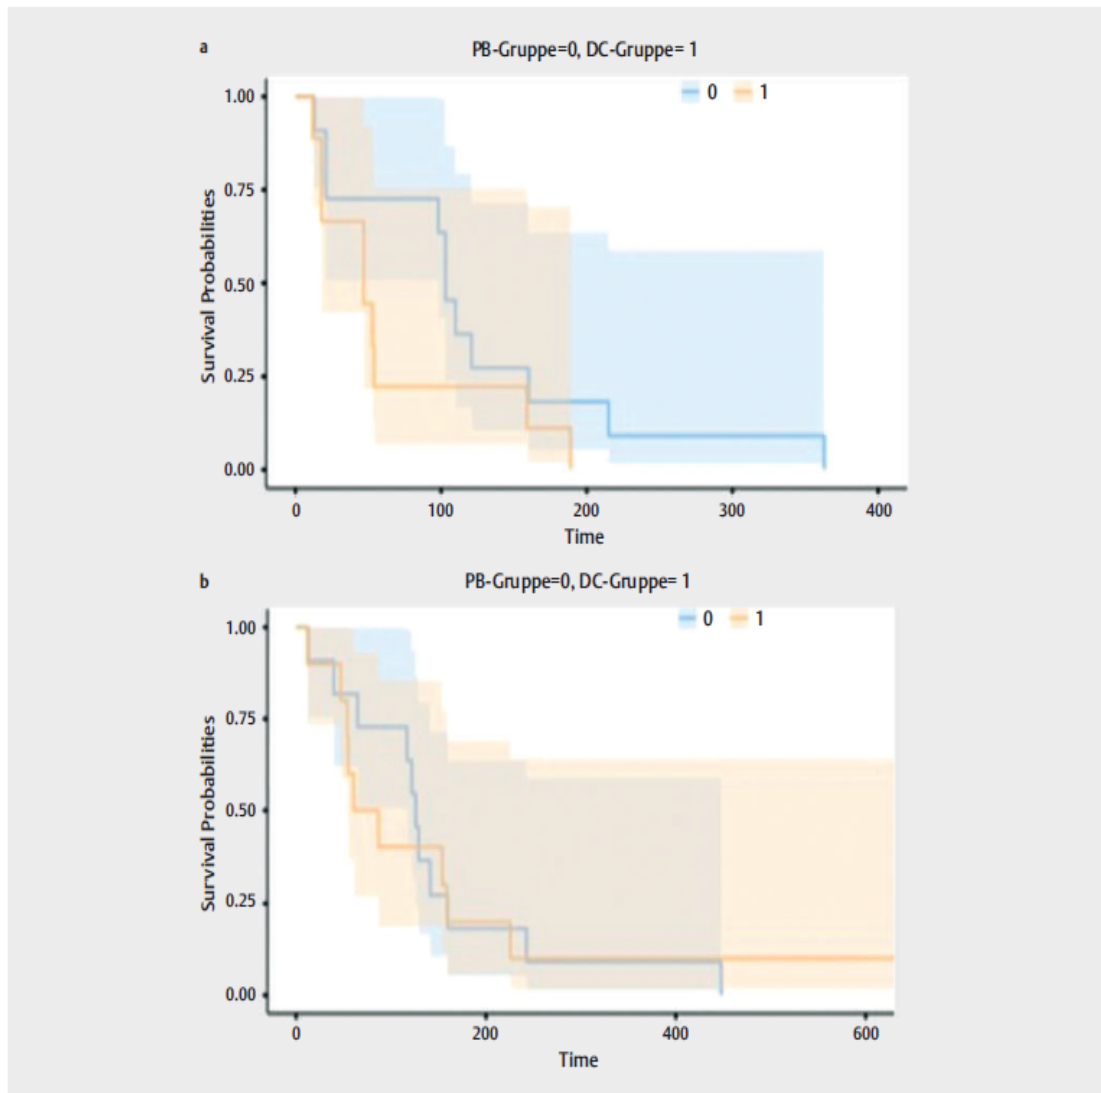 a
PB-Gruppe=0, DC-Gruppe= 1
0 1
Survival Probabilities
1.00
0.75
0.50
0.25
0.00
0 100 200 300 400
Time
b
PB-Gruppe=0, DC-Gruppe= 1
0 1
Survival Probabilities
1.00
0.75
0.50
0.25
0.00
0 200 400 600
Time